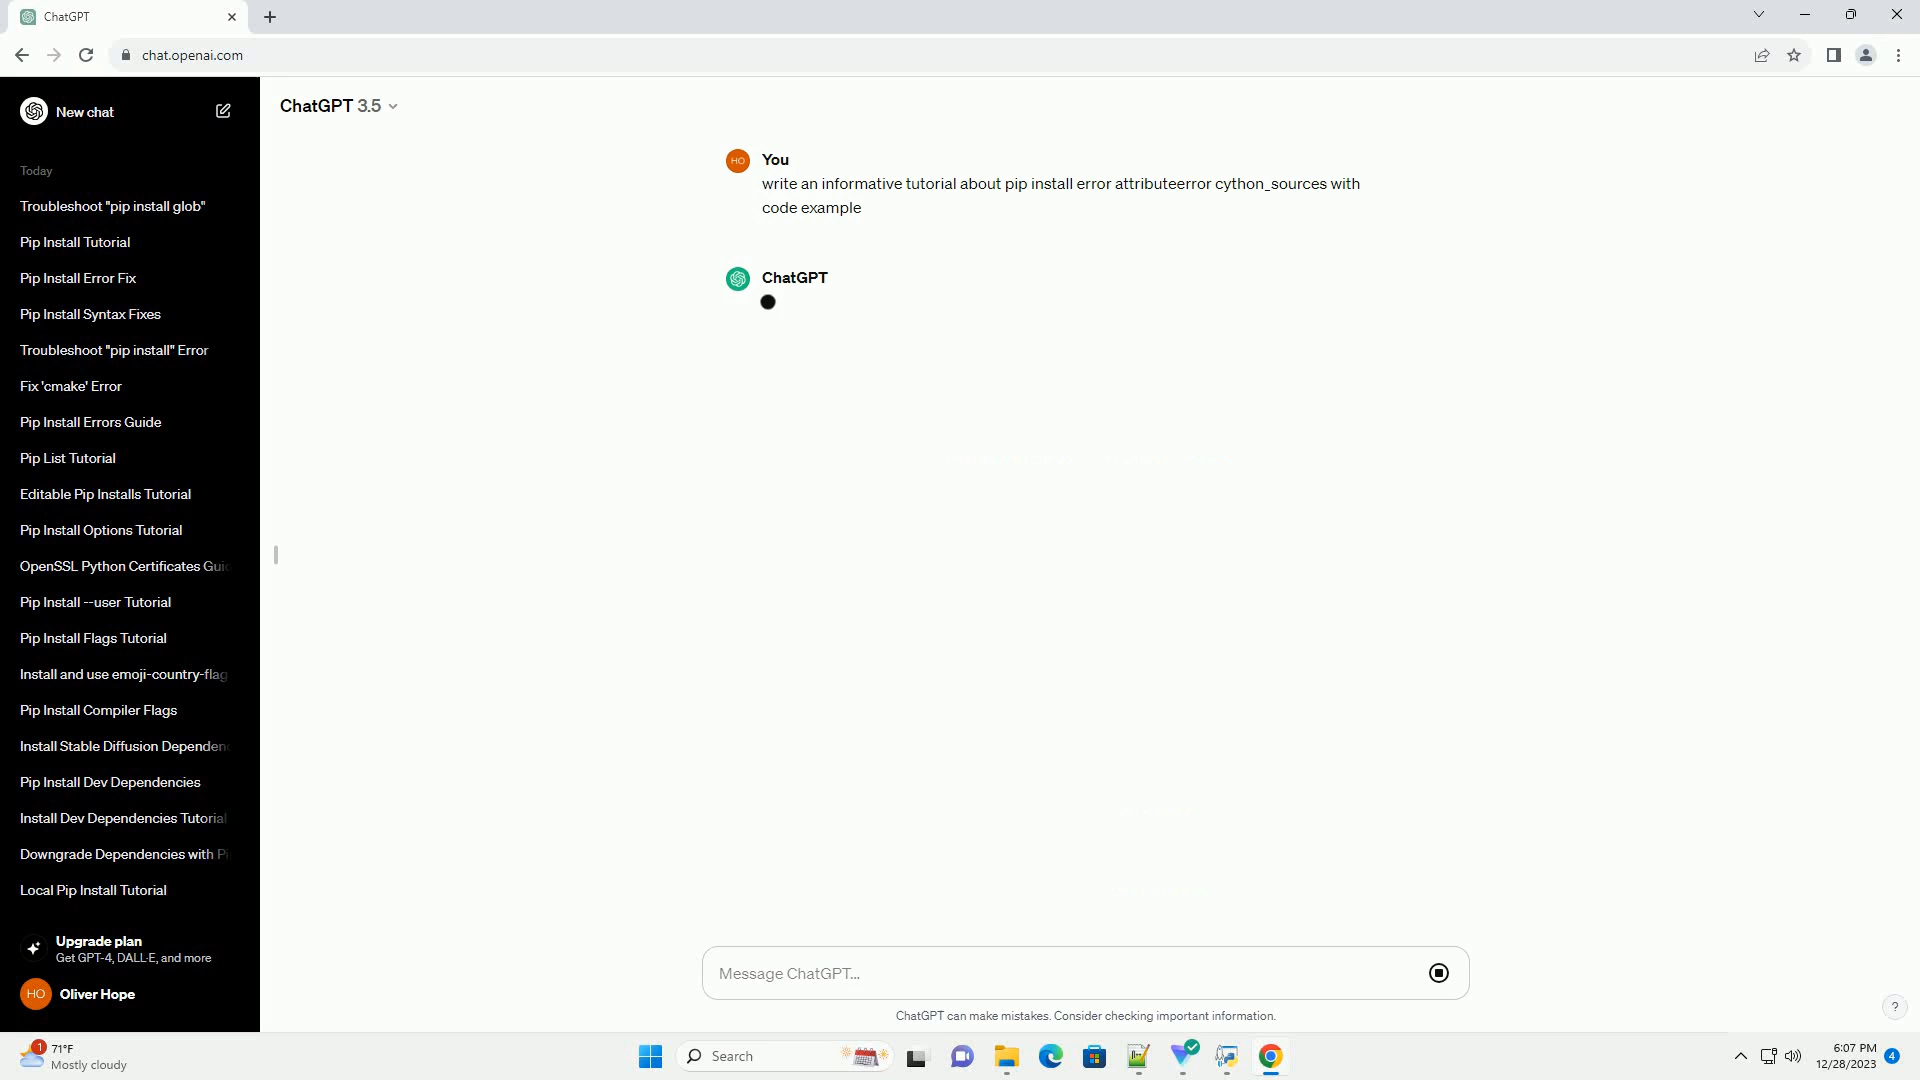 ChatGPT
chat.openai.com
New chat
Today
Troubleshoot "pip install glob"
Pip Install Tutorial
Pip Install Error Fix
Pip Install Syntax Fixes
Troubleshoot "pip install" Error
Fix 'cmake' Error
Pip Install Errors Guide
Pip List Tutorial
Editable Pip Installs Tutorial
Pip Install Options Tutorial
OpenSSL Python Certificates Gui
Pip Install --user Tutorial
Pip Install Flags Tutorial
Install and use emoji-country-flag
Pip Install Compiler Flags
Install Stable Diffusion Dependen
Pip Install Dev Dependencies
Install Dev Dependencies Tutorial
Downgrade Dependencies with P
Local Pip Install Tutorial
Upgrade plan
Get GPT-4, DALL·E, and more
HO
Oliver Hope
ChatGPT 3.5
HO
You
write an informative tutorial about pip install error attributeerror cython_sources with
code example
ChatGPT
Message ChatGPT...
ChatGPT can make mistakes. Consider checking important information.
?
1
71°F
Mostly cloudy
Search
6:07 PM
12/28/2023
4